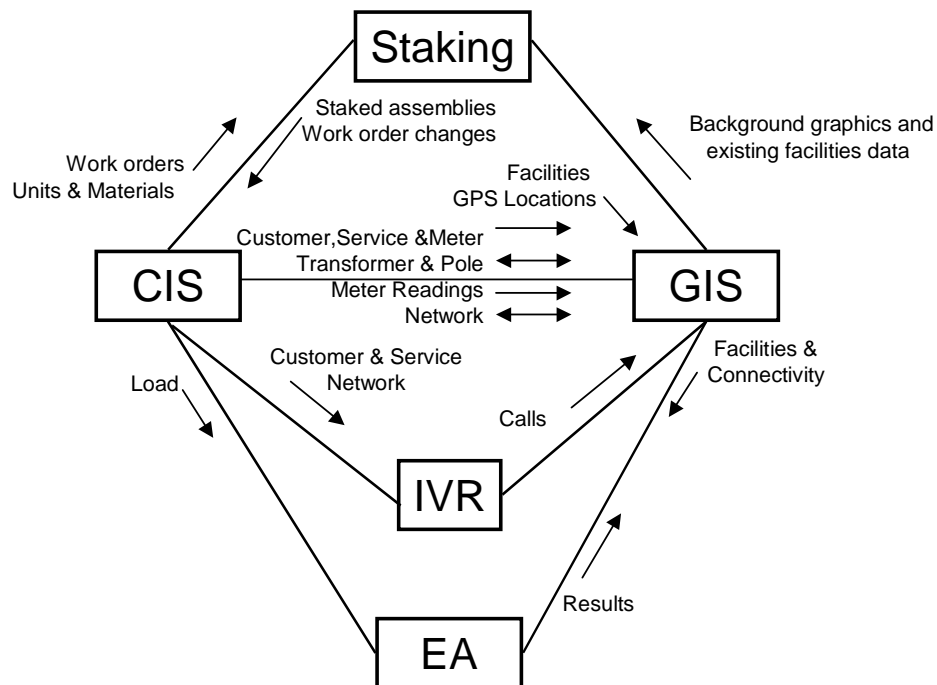 Staking
Staked assemblies
Work order changes
Work orders
Units & Materials
Background graphics and
existing facilities data
Facilities
GPS Locations
Customer,Service &Meter
Transformer & Pole
Meter Readings
Network
CIS
GIS
Customer & Service
Network
Load
Facilities &
Connectivity
Calls
IVR
Results
EA